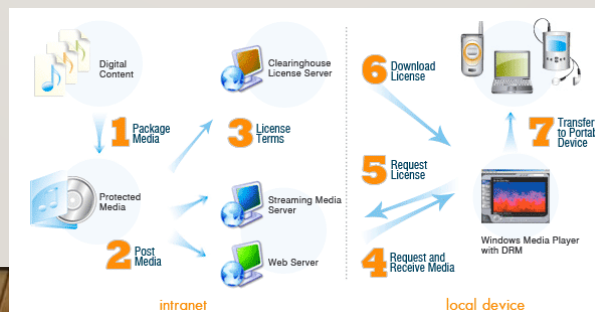 Digital
Content
Clearinghouse
License Server
6 Download
License
1 Package
Media
3 License
Terms
7 Transfer
to Portab
Device
5 Request
License
Protected
Media
Streaming Media
Server
2 Post
Media
Web Server
4 Request and
Receive Media
Windows Media Player
with DRM
intranet
local device